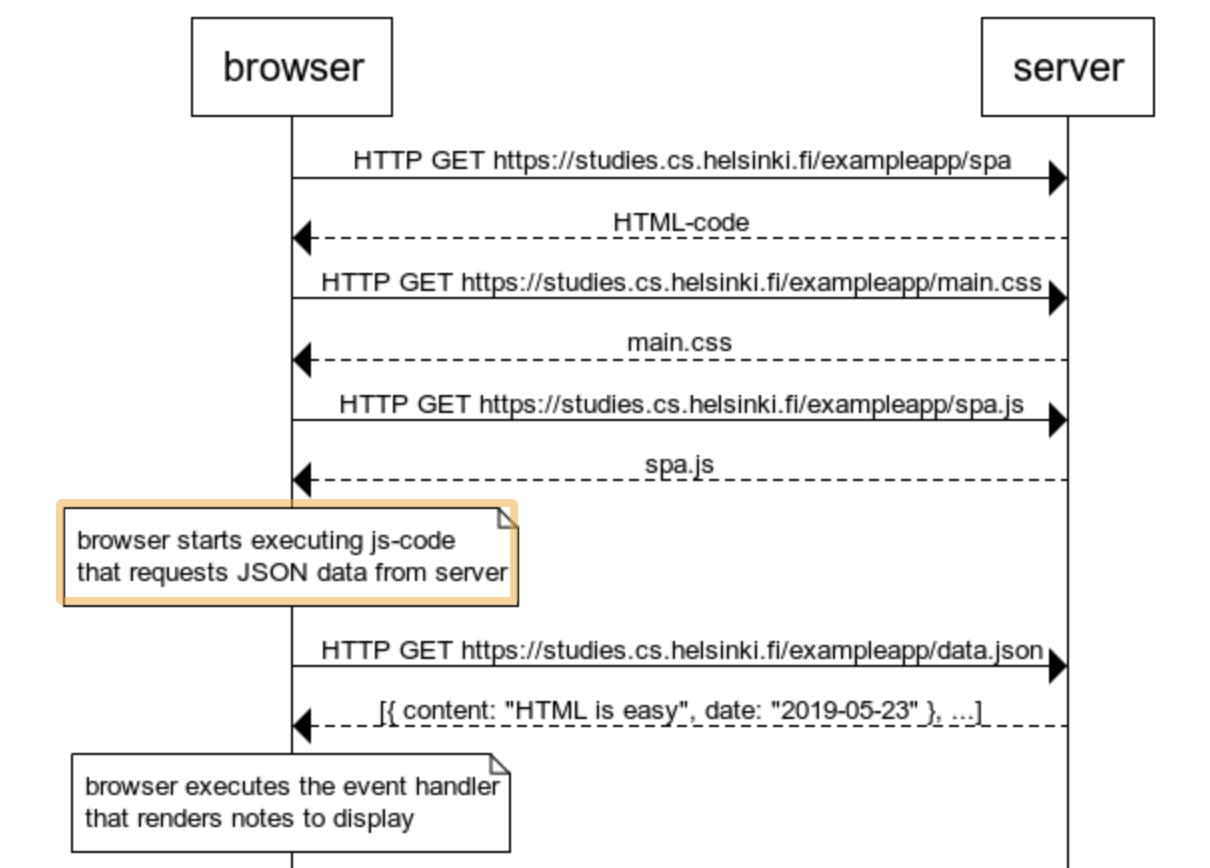 browser
server
HTTP GET https://studies.cs.helsinki.fi/exampleapp/spa
HTML-code
HTTP GET https://studies.cs.helsinki.fi/exampleapp/main.css
main.css
HTTP GET https://studies.cs.helsinki.fi/exampleapp/spa.js
spa.js
browser starts executing js-code
that requests JSON data from server
HTTP GET https://studies.cs.helsinki.fi/exampleapp/data.json
[{ content: "HTML is easy", date: "2019-05-23" }, ...]
browser executes the event handler
that renders notes to display